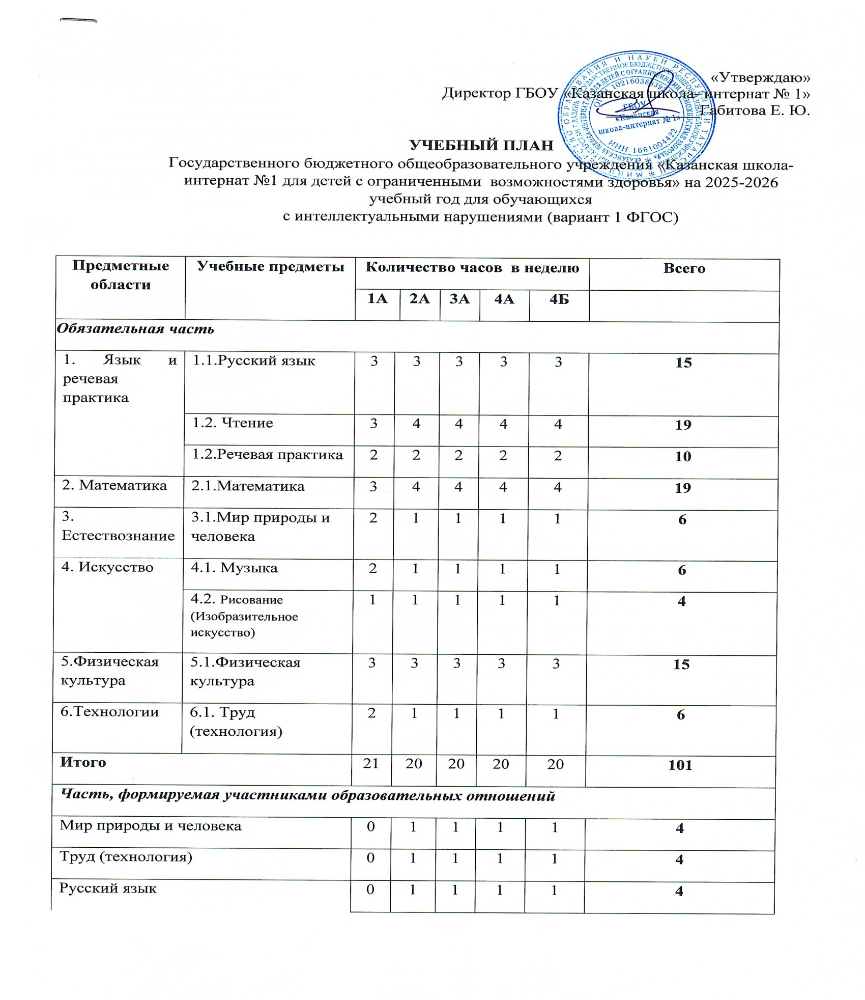 «Утверждаю»
Директор ГБОУ «Казанская школа- интернат № 1»
Габитова Е. Ю.
ГБОУ
«Казанская
школа-интернат № 1»
ИНН 1661004422
УЧЕБНЫЙ ПЛАН
Государственного бюджетного общеобразовательного учреждения «Казанская школа-
интернат №1 для детей с ограниченными возможностями здоровья» на 2025-2026
учебный год для обучающихся
с интеллектуальными нарушениями (вариант 1 ФГОС)
Предметные области Учебные предметы Количество часов в неделю Всего
1А 2А 3А 4А 4Б
Обязательная часть
1. Язык и речевая практика 1.1.Русский язык 3 3 3 3 3 15
1.2. Чтение 3 4 4 4 4 19
1.2.Речевая практика 2 2 2 2 2 10
2. Математика 2.1.Математика 3 4 4 4 4 19
3. Естествознание 3.1.Мир природы и человека 2 1 1 1 1 6
4. Искусство 4.1. Музыка 2 1 1 1 1 6
4.2. Рисование (Изобразительное искусство) 1 1 1 1 1 4
5.Физическая культура 5.1.Физическая культура 3 3 3 3 3 15
6.Технологии 6.1. Труд (технология) 2 1 1 1 1 6
Итого 21 20 20 20 20 101
Часть, формируемая участниками образовательных отношений
Мир природы и человека 0 1 1 1 1 4
Труд (технология) 0 1 1 1 1 4
Русский язык 0 1 1 1 1 4